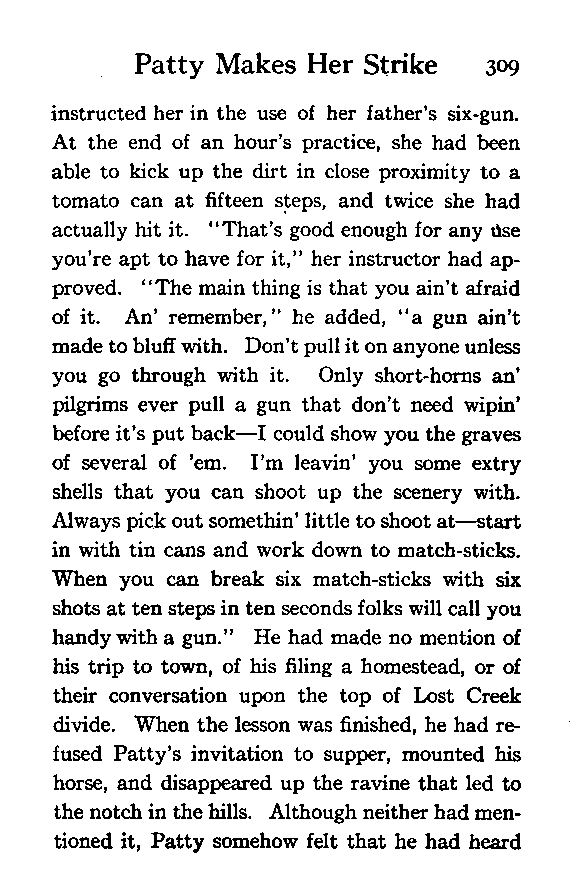 Patty Makes Her Strike 309
instructed her in the use of her father's six-gun.
At the end of an hour's practice, she had been
able to kick up the dirt in close proximity to a
tomato can at fifteen steps, and twice she had
actually hit it. "That's good enough for any use
you're apt to have for it," her instructor had ap-
proved. "The main thing is that you ain't afraid
of it. An' remember," he added, "a gun ain't
made to bluff with. Don't pull it on anyone unless
you go through with it. Only short-horns an'
pilgrims ever pull a gun that don't need wipin'
before it's put back—I could show you the graves
of several of 'em. I'm leavin' you some extry
shells that you can shoot up the scenery with.
Always pick out somethin' little to shoot at—start
in with tin cans and work down to match-sticks.
When you can break six match-sticks with six
shots at ten steps in ten seconds folks will call you
handy with a gun." He had made no mention of
his trip to town, of his filing a homestead, or of
their conversation upon the top of Lost Creek
divide. When the lesson was finished, he had re-
fused Patty's invitation to supper, mounted his
horse, and disappeared up the ravine that led to
the notch in the hills. Although neither had men-
tioned it, Patty somehow felt that he had heard